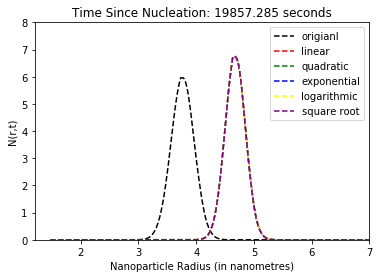 Time Since Nucleation: 19857.285 seconds
8
7
6
5
4
3
2
1
0
N(r,t)
origianl
linear
quadratic
exponential
logarithmic
square root
2 3 4 5 6 7
Nanoparticle Radius (in nanometres)